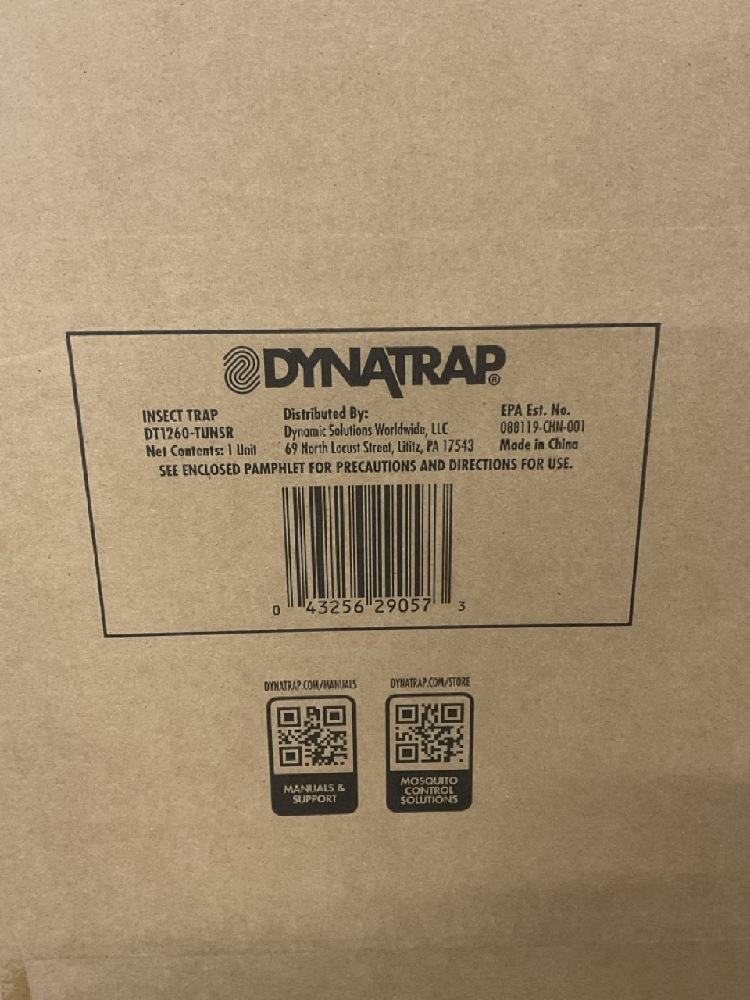 DYNATRAP®
INSECT TRAP
DT1260-TUNSR
Net Contents: 1 Unit
Distributed By:
Dynamic Solutions Worldwide, LLC
69 North Locust Street, Lititz, PA 17543
EPA Est. No.
088119-CHN-001
Made in China
SEE ENCLOSED PAMPHLET FOR PRECAUTIONS AND DIRECTIONS FOR USE.
0 43256 29057 3
DYNATRAP.COM/MANUALS
MANUALS &
SUPPORT
DYNATRAP.COM/STORE
MOSQUITO
CONTROL
SOLUTIONS